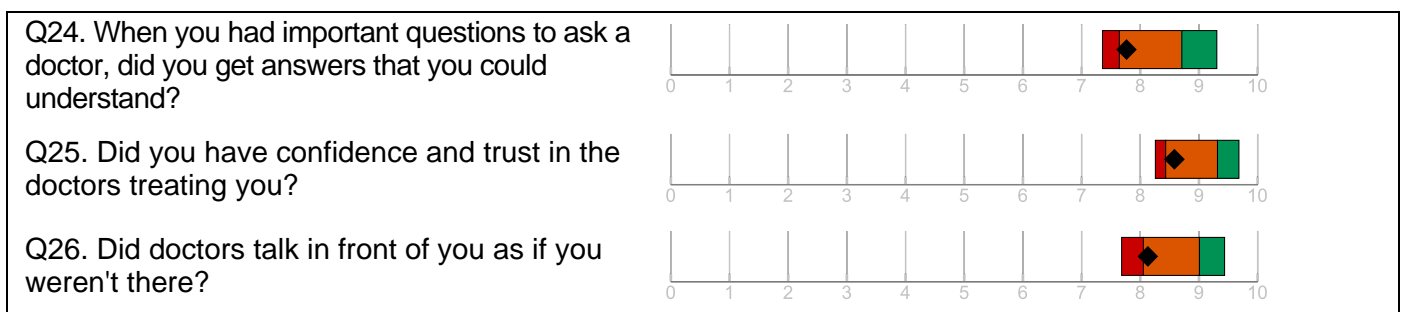 Q24. When you had important questions to ask a
doctor, did you get answers that you could
understand?
0 1 2 3 4 5 6 7 8 9 10
Q25. Did you have confidence and trust in the
doctors treating you?
0 1 2 3 4 5 6 7 8 9 10
Q26. Did doctors talk in front of you as if you
weren't there?
0 1 2 3 4 5 6 7 8 9 10